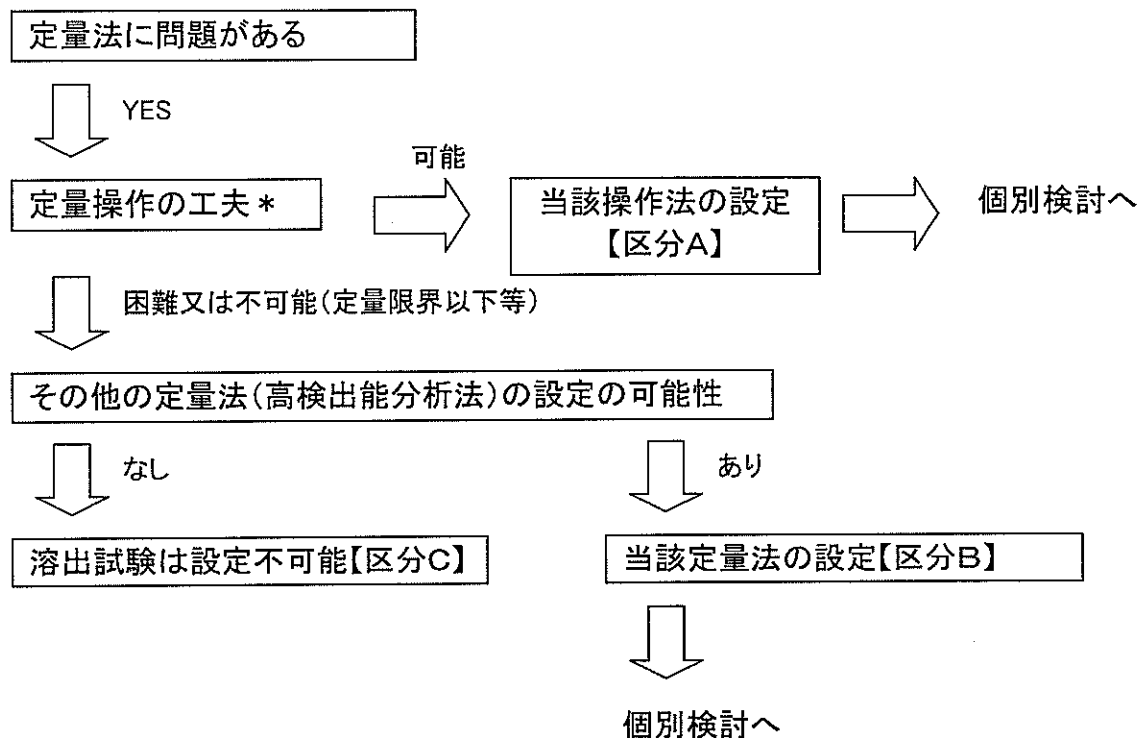 定量法に問題がある
YES
定量操作の工夫＊
可能
当該操作法の設定
【区分A】
個別検討へ
困難又は不可能(定量限界以下等)
その他の定量法(高検出能分析法)の設定の可能性
なし
あり
溶出試験は設定不可能【区分C】
当該定量法の設定【区分B】
個別検討へ